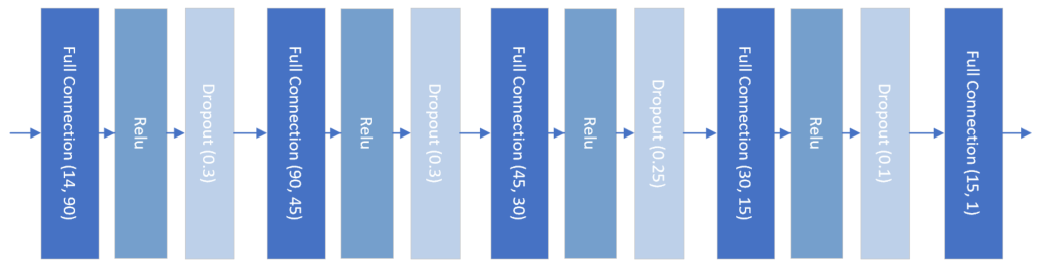 Full Connection (14, 90)
Relu
Dropout (0.3)
Full Connection (90, 45)
Relu
Dropout (0.3)
Full Connection (45, 30)
Relu
Dropout (0.25)
Full Connection (30, 15)
Relu
Dropout (0.1)
Full Connection (15, 1)